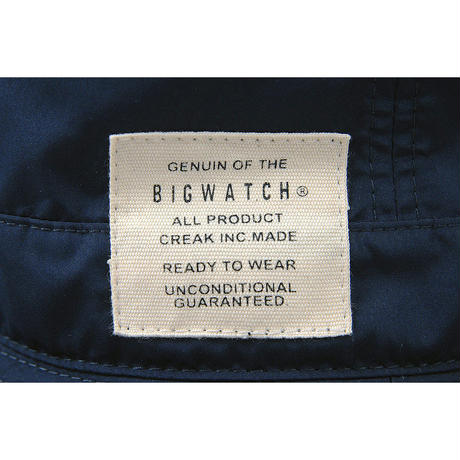 GENUIN OF THE
BIGWATCH®
ALL PRODUCT
CREAK INC.MADE
READY TO WEAR
UNCONDITIONAL
GUARANTEED